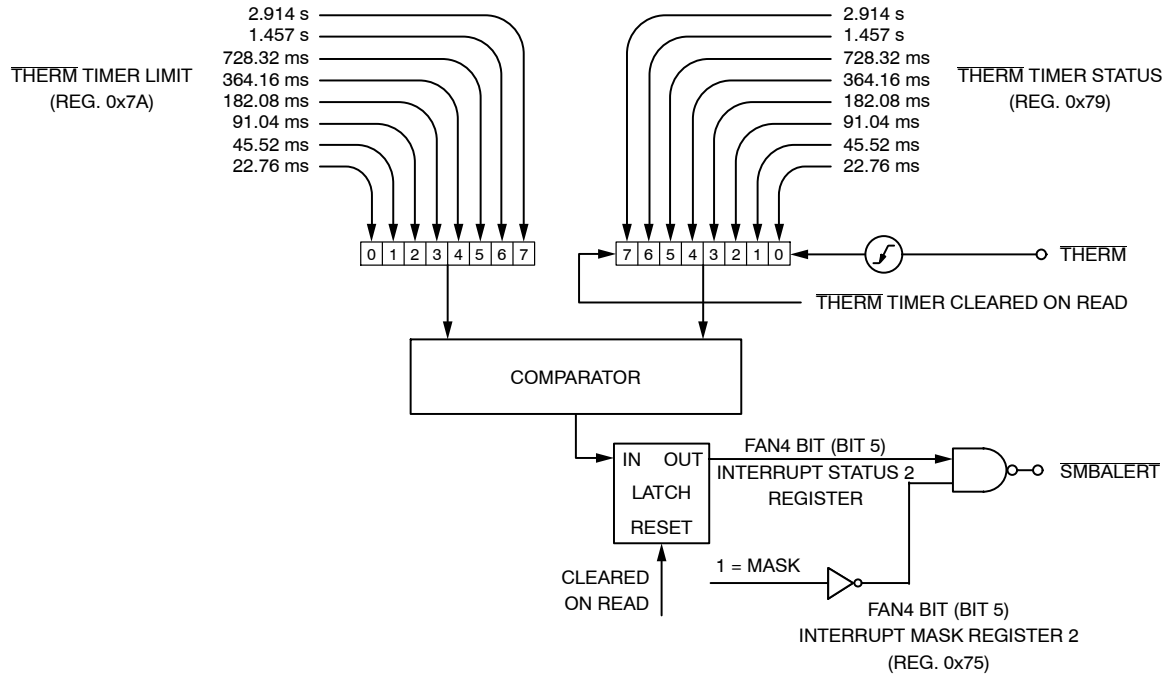 2.914 s
1.457 s
728.32 ms
364.16 ms
182.08 ms
91.04 ms
45.52 ms
22.76 ms
THERM TIMER LIMIT
(REG. 0x7A)
2.914 s
1.457 s
728.32 ms
364.16 ms
182.08 ms
91.04 ms
45.52 ms
22.76 ms
THERM TIMER STATUS
(REG. 0x79)
0 1 2 3 4 5 6 7
7 6 5 4 3 2 1 0
THERM
THERM TIMER CLEARED ON READ
COMPARATOR
IN OUT
LATCH
RESET
FAN4 BIT (BIT 5)
INTERRUPT STATUS 2
REGISTER
SMBALERT
CLEARED
ON READ
1 = MASK
FAN4 BIT (BIT 5)
INTERRUPT MASK REGISTER 2
(REG. 0x75)